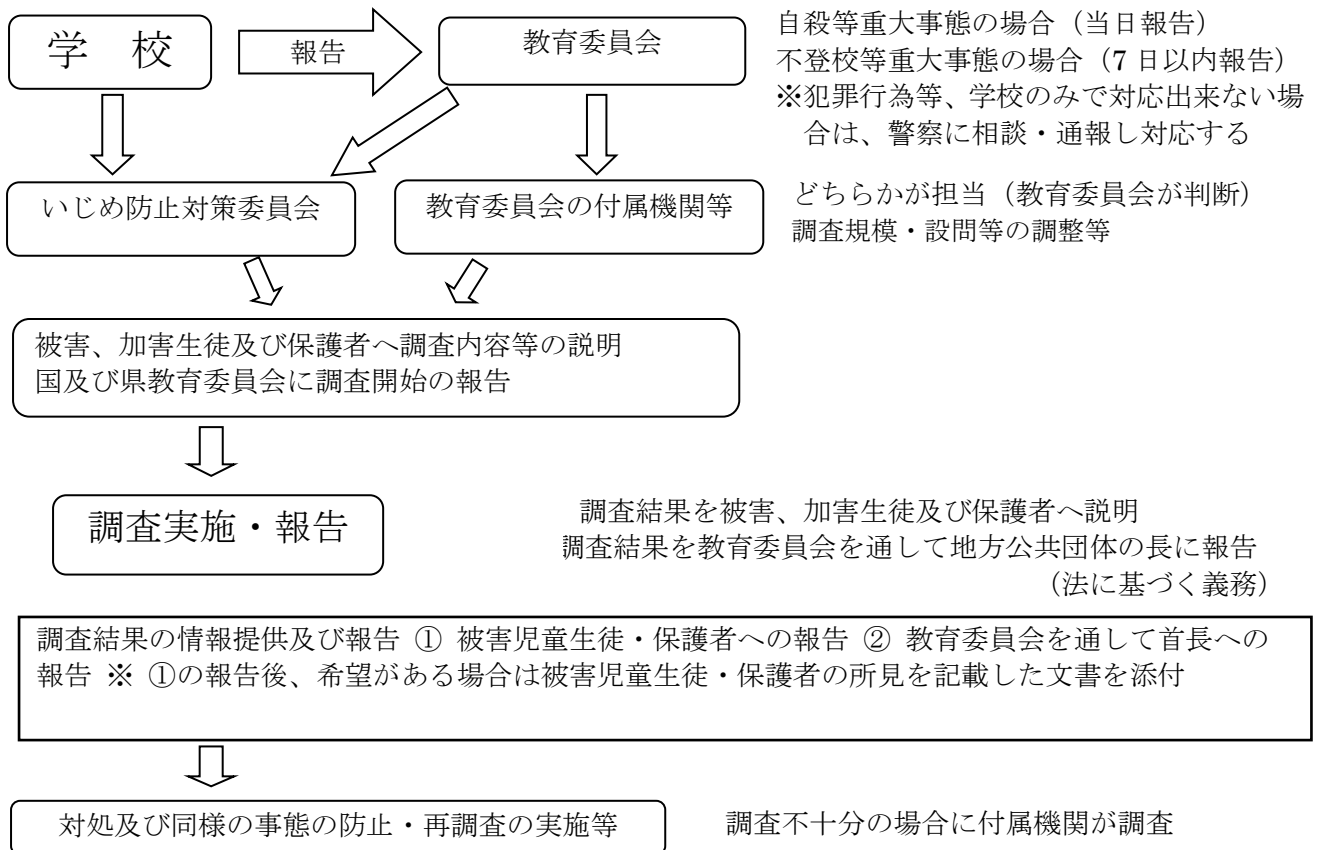 学　校
報告
教育委員会
自殺等重大事態の場合（当日報告）
不登校等重大事態の場合（7 日以内報告）
※犯罪行為等、学校のみで対応出来ない場
合は、警察に相談・通報し対応する
いじめ防止対策委員会
教育委員会の付属機関等
どちらかが担当（教育委員会が判断）
調査規模・設問等の調整等
被害、加害生徒及び保護者へ調査内容等の説明
国及び県教育委員会に調査開始の報告
調査実施・報告
調査結果を被害、加害生徒及び保護者へ説明
調査結果を教育委員会を通して地方公共団体の長に報告
（法に基づく義務）
調査結果の情報提供及び報告 ① 被害児童生徒・保護者への報告 ② 教育委員会を通して首長への
報告 ※ ①の報告後、希望がある場合は被害児童生徒・保護者の所見を記載した文書を添付
対処及び同様の事態の防止・再調査の実施等
調査不十分の場合に付属機関が調査